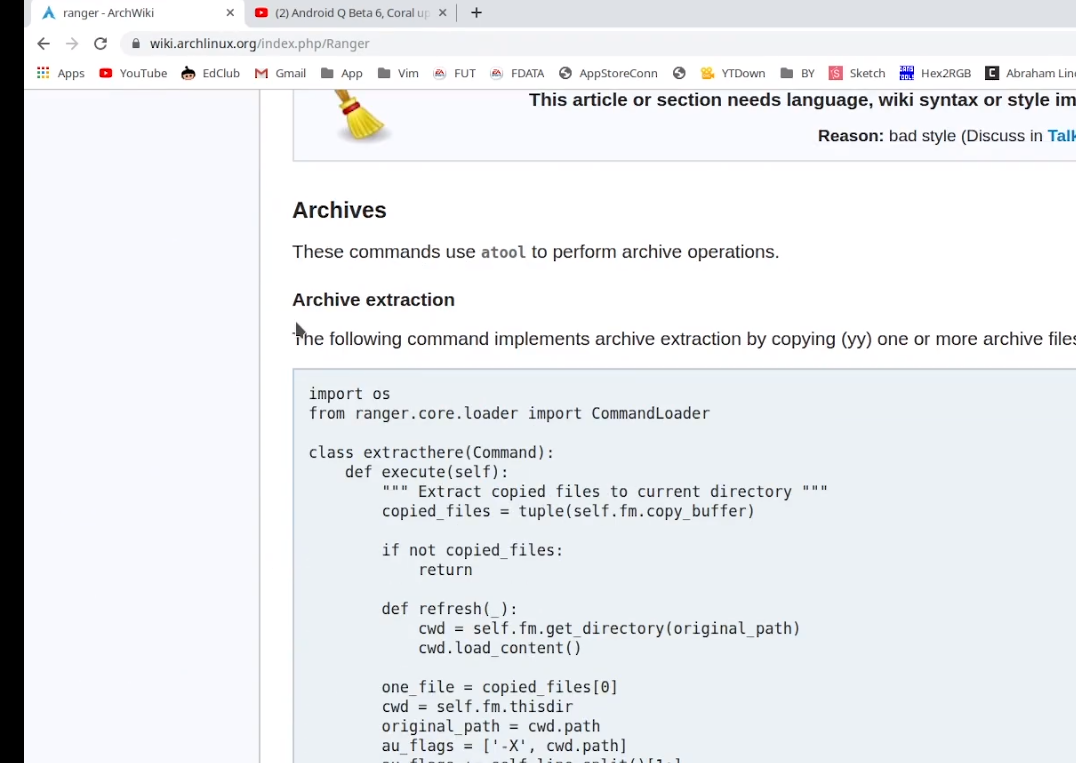 ranger - ArchWiki
(2) Android Q Beta 6, Coral up
wiki.archlinux.org/index.php/Ranger
Apps YouTube EdClub Gmail App Vim FUT FDATA AppStoreConn YTDown BY Sketch Hex2RGB Abraham
This article or section needs language, wiki syntax or style
Reason: bad style (Discuss in Talk
Archives
These commands use atool to perform archive operations.
Archive extraction
The following command implements archive extraction by copying (yy) one or more archive files
import os
from ranger.core.loader import CommandLoader
class extracthere(Command):
def execute(self):
""" Extract copied files to current directory """
copied_files = tuple(self.fm.copy_buffer)
if not copied_files:
return
def refresh(_):
cwd = self.fm.get_directory(original_path)
cwd.load_content()
one_file = copied_files[0]
cwd = self.fm.thisdir
original_path = cwd.path
au_flags = ['-X', cwd.path]